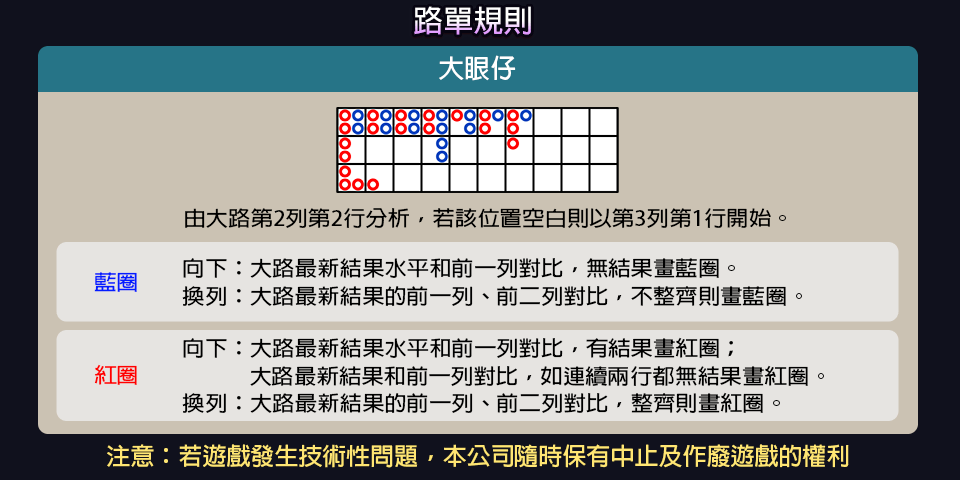 路單規則
大眼仔
由大路第2列第2行分析，若該位置空白則以第3列第1行開始。
藍圈
向下：大路最新結果水平和前一列對比，無結果畫藍圈。
換列：大路最新結果的前一列、前二列對比，不整齊則畫藍圈。
紅圈
向下：大路最新結果水平和前一列對比，有結果畫紅圈；
大路最新結果和前一列對比，如連續兩行都無結果畫紅圈。
換列：大路最新結果的前一列、前二列對比，整齊則畫紅圈。
注意：若遊戲發生技術性問題，本公司隨時保有中止及作廢遊戲的權利